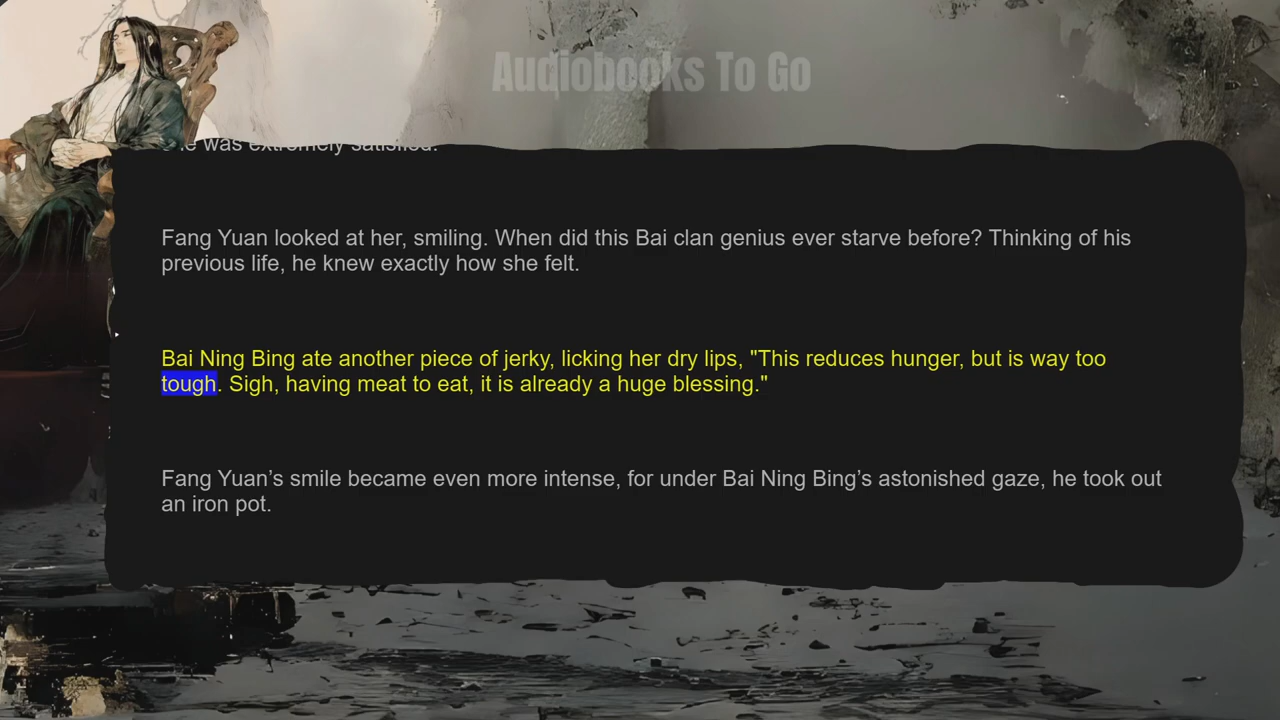 Audiobooks To Go
was extremely satisfied.
Fang Yuan looked at her, smiling. When did this Bai clan genius ever starve before? Thinking of his
previous life, he knew exactly how she felt.
Bai Ning Bing ate another piece of jerky, licking her dry lips, "This reduces hunger, but is way too
tough. Sigh, having meat to eat, it is already a huge blessing."
Fang Yuan’s smile became even more intense, for under Bai Ning Bing’s astonished gaze, he took out
an iron pot.